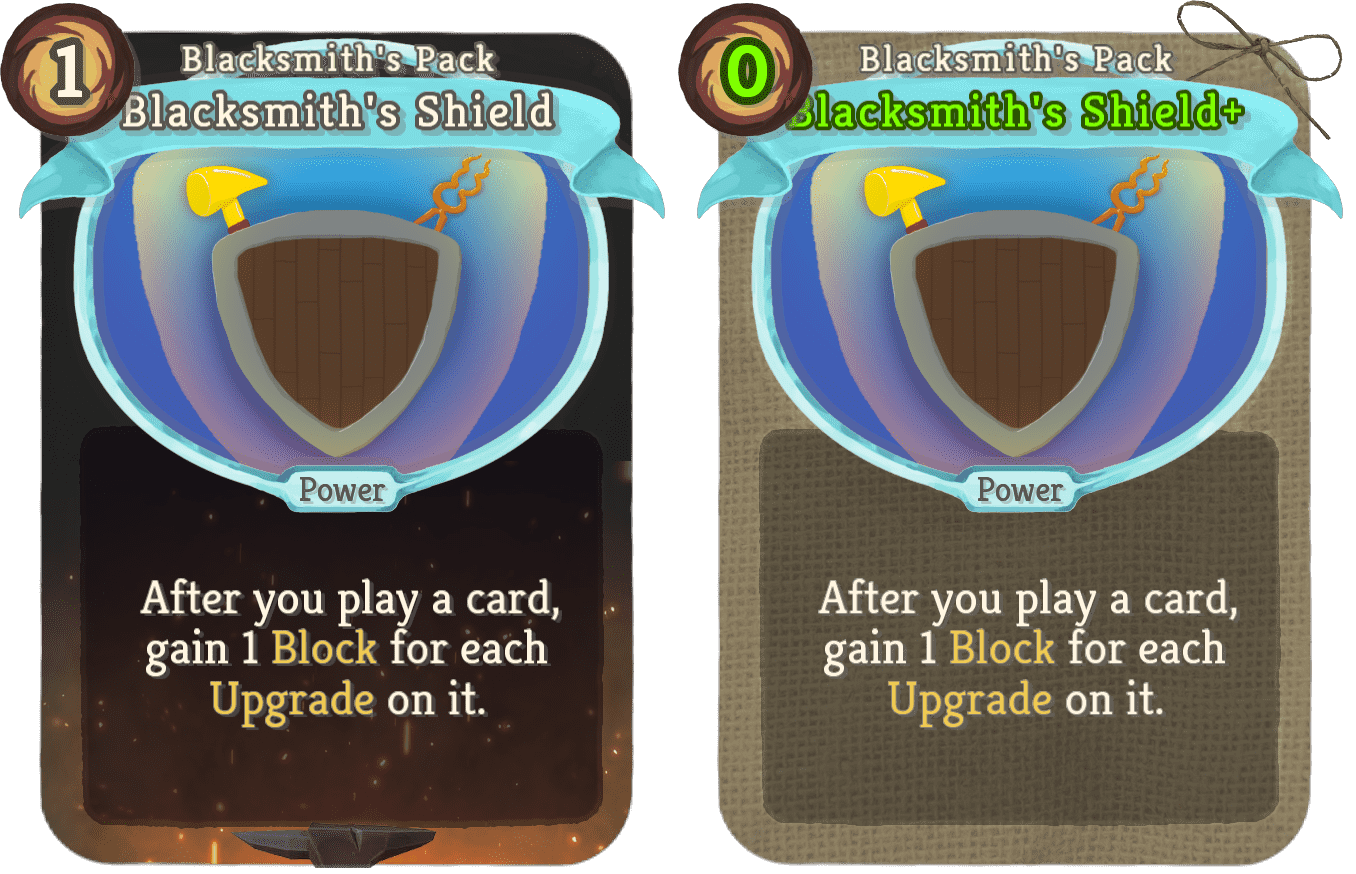 1
Blacksmith's Pack
Blacksmith's Shield
Power
After you play a card,
gain 1 Block for each
Upgrade on it.
0
Blacksmith's Pack
Blacksmith's Shield+
Power
After you play a card,
gain 1 Block for each
Upgrade on it.